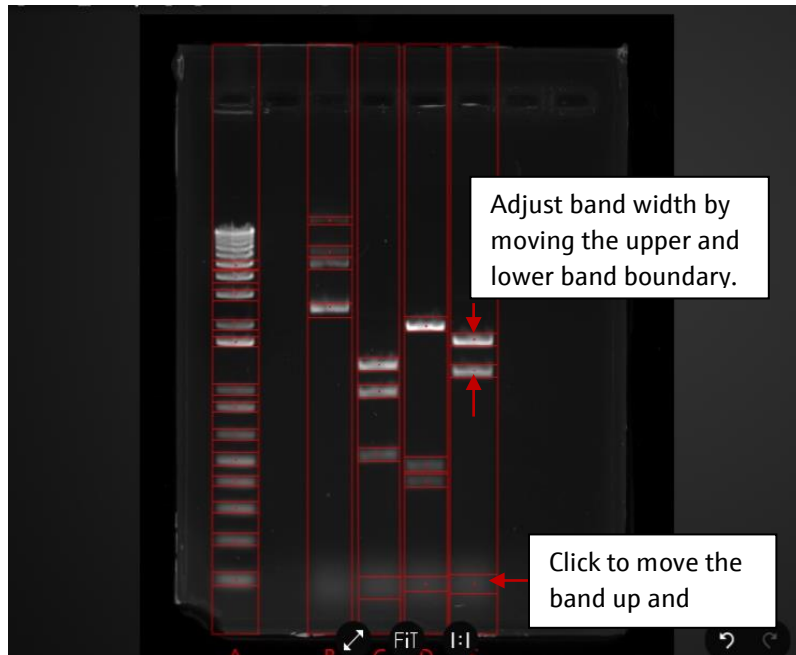 Adjust band width by
moving the upper and
lower band boundary.
Click to move the
band up and
A B C D
FiT 1:1